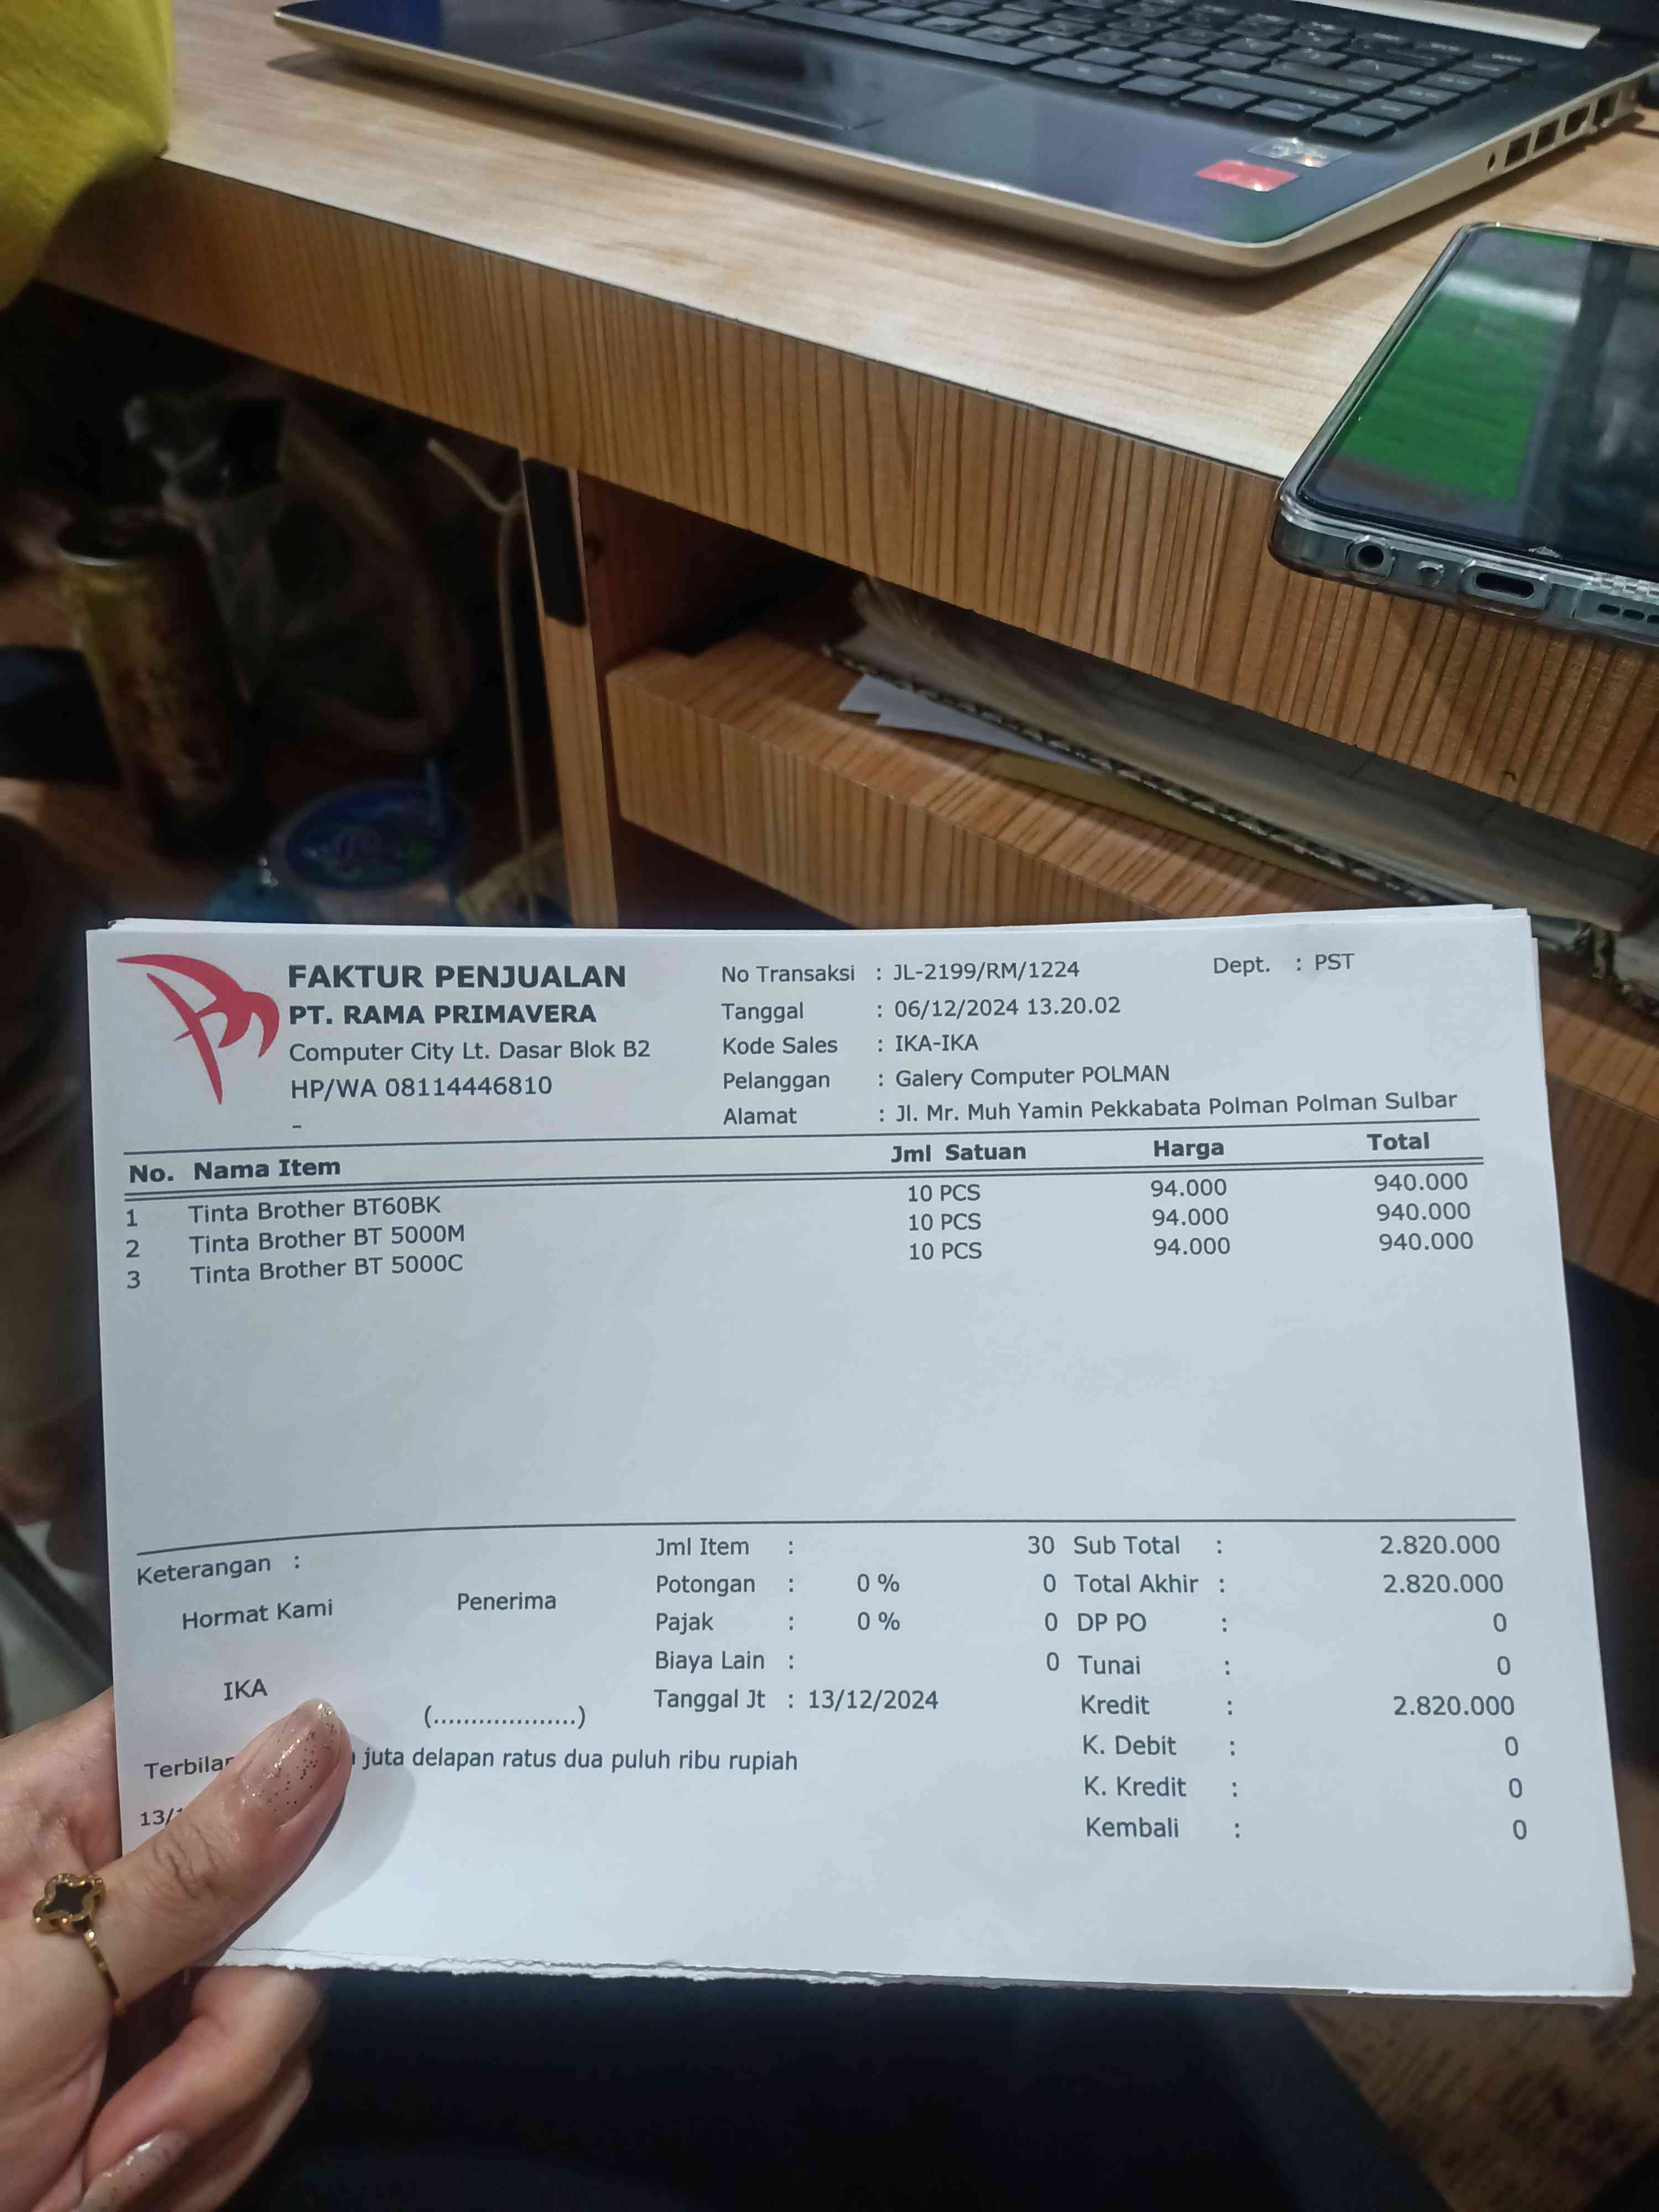 FAKTUR PENJUALAN
PT. RAMA PRIMAVERA
Computer City Lt. Dasar Blok B2
HP/WA 08114446810
-
No Transaksi : JL-2199/RM/1224 Dept. : PST
Tanggal : 06/12/2024 13.20.02
Kode Sales : IKA-IKA
Pelanggan : Galery Computer POLMAN
Alamat : Jl. Mr. Muh Yamin Pekkabata Polman Polman Sulbar
No. Nama Item Jml Satuan Harga Total
1 Tinta Brother BT60BK 10 PCS 94.000 940.000
2 Tinta Brother BT 5000M 10 PCS 94.000 940.000
3 Tinta Brother BT 5000C 10 PCS 94.000 940.000
Keterangan :
Hormat Kami Penerima
IKA (...................)
Jml Item : 30
Potongan : 0 % 0
Pajak : 0 % 0
Biaya Lain : 0
Tanggal Jt : 13/12/2024
Sub Total : 2.820.000
Total Akhir : 2.820.000
DP PO : 0
Tunai : 0
Kredit : 2.820.000
K. Debit : 0
K. Kredit : 0
Kembali : 0
juta delapan ratus dua puluh ribu rupiah
13/